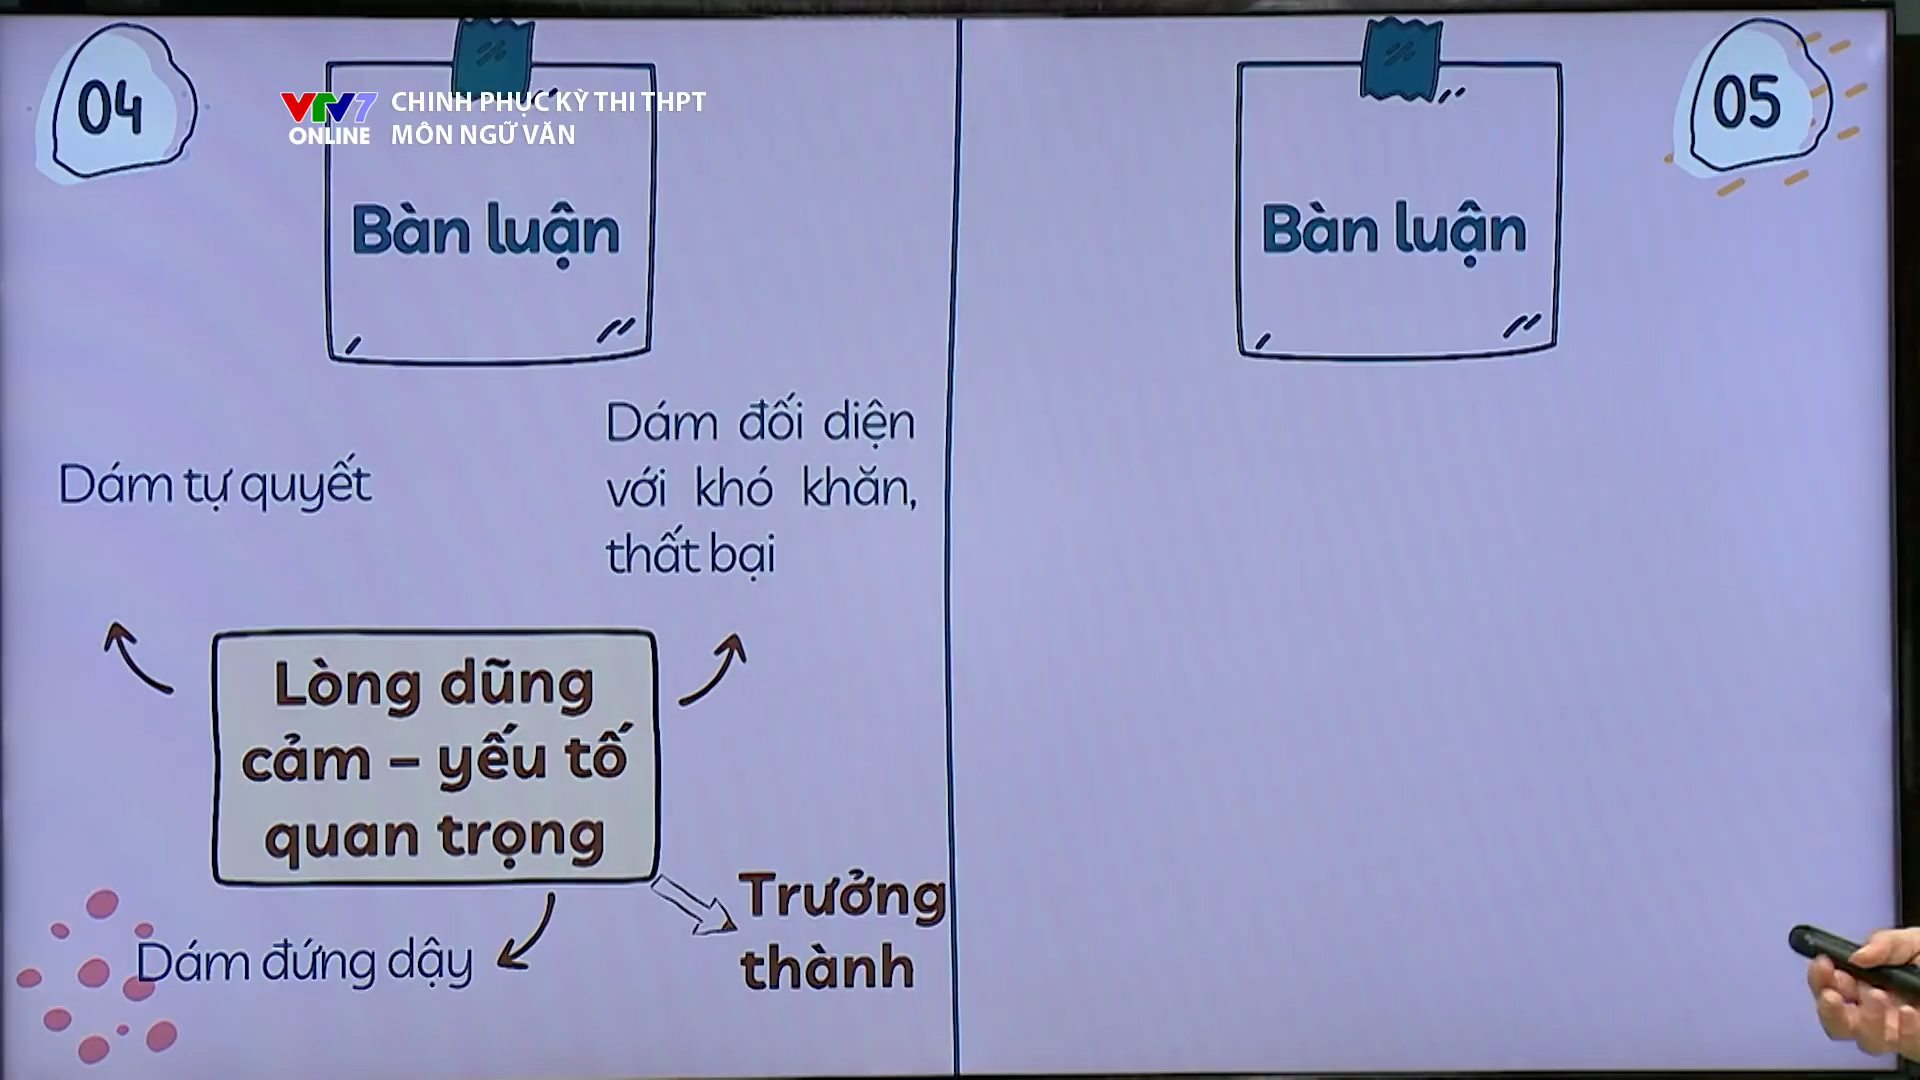 04
VTV7
ONLINE
CHINH PHỤC KỲ THI THPT
MÔN NGỮ VĂN
Bàn luận
Dám tự quyết
Dám đối diện
với khó khăn,
thất bại
Lòng dũng
cảm – yếu tố
quan trọng
Dám đứng dậy
Trưởng
thành
05
Bàn luận